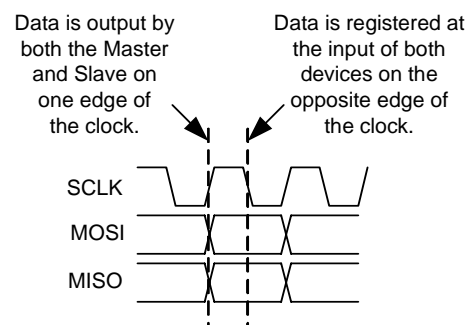 Data is output by
both the Master
and Slave on
one edge of
the clock.
Data is registered at
the input of both
devices on the
opposite edge of
the clock.
SCLK
MOSI
MISO